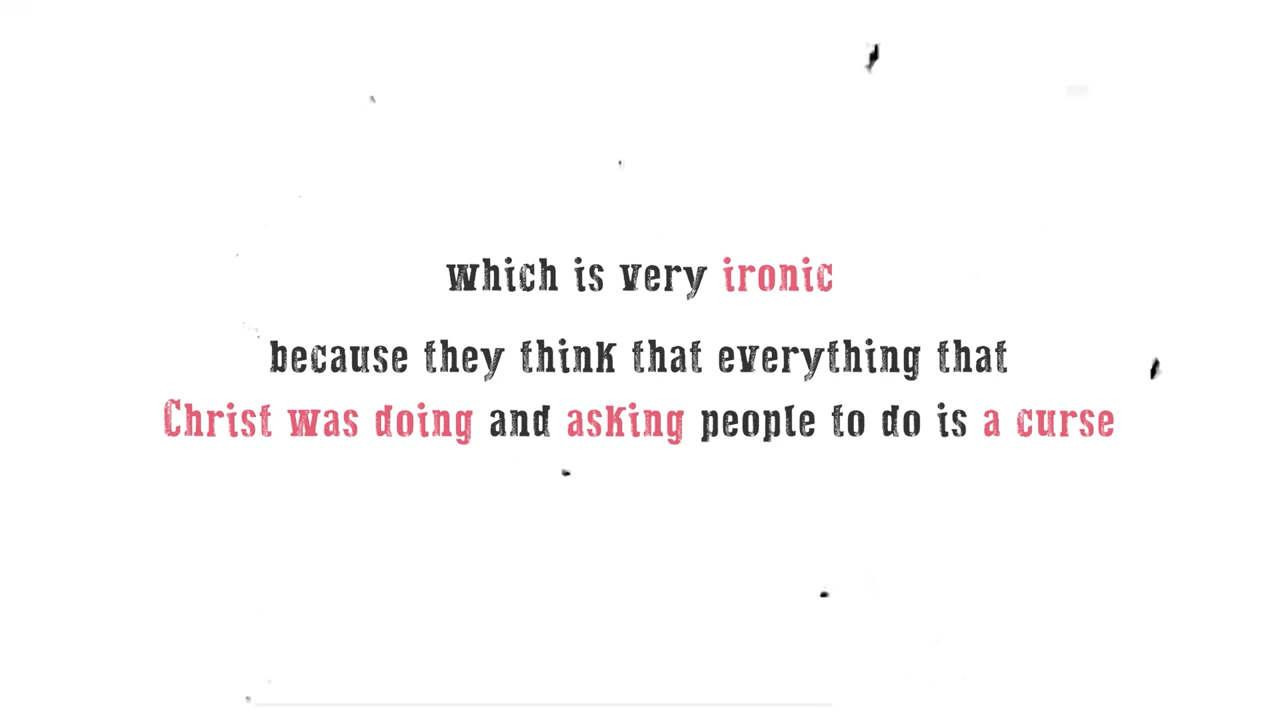 which is very ironic
because they think that everything that
Christ was doing and asking people to do is a curse